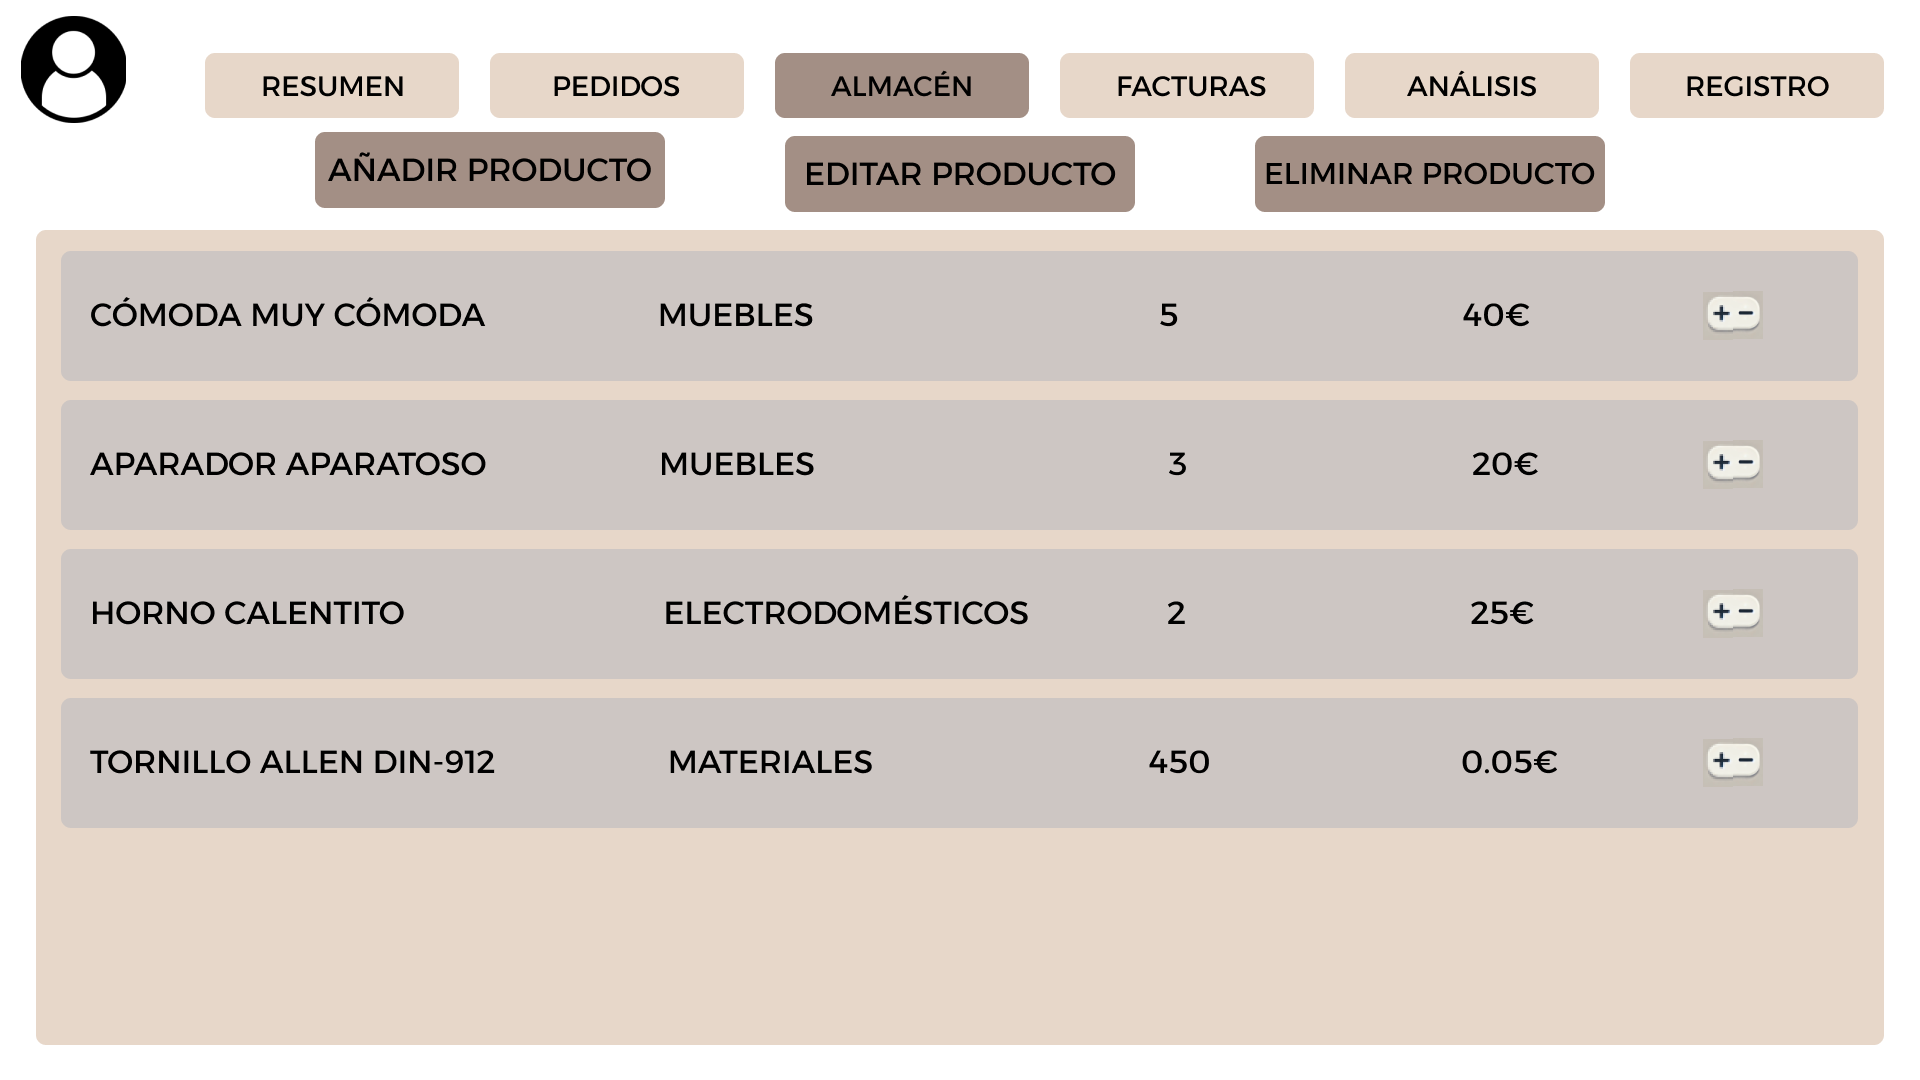 RESUMEN PEDIDOS ALMACÉN FACTURAS ANÁLISIS REGISTRO
AÑADIR PRODUCTO EDITAR PRODUCTO ELIMINAR PRODUCTO
CÓMODA MUY CÓMODA MUEBLES 5 40€ + −
APARADOR APARATOSO MUEBLES 3 20€ + −
HORNO CALENTITO ELECTRODOMÉSTICOS 2 25€ + −
TORNILLO ALLEN DIN-912 MATERIALES 450 0.05€ + −